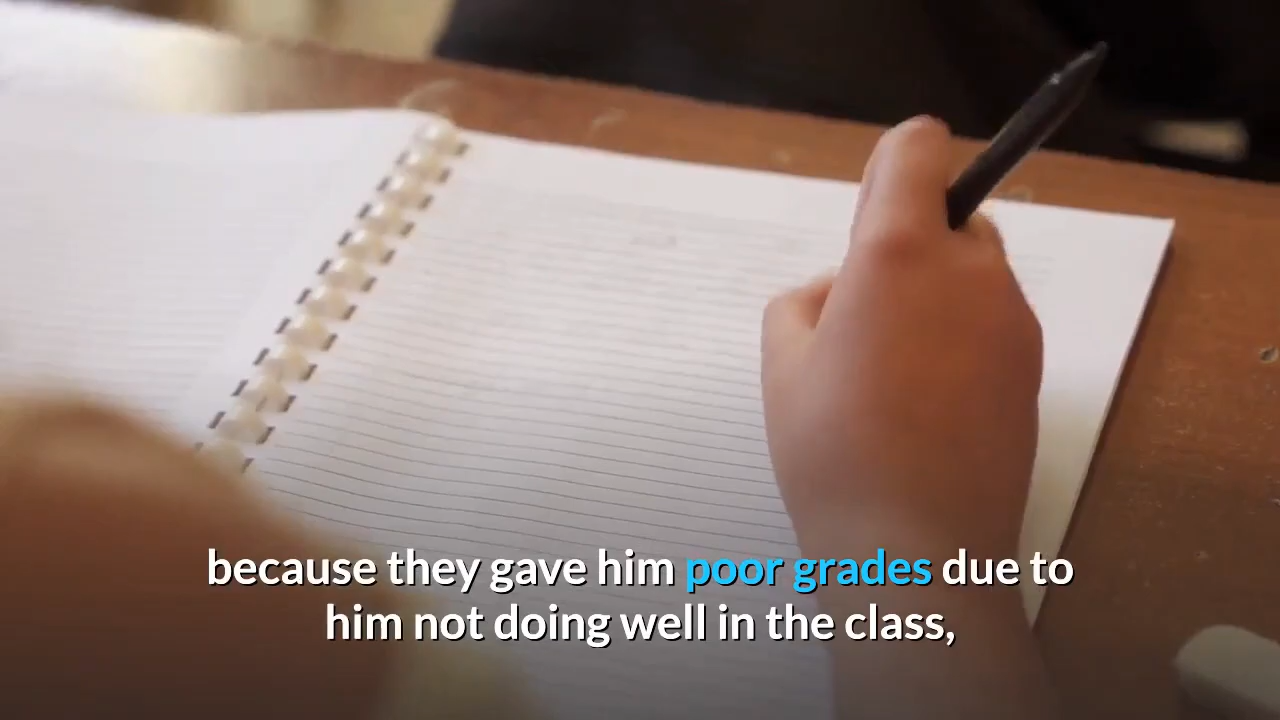 because they gave him poor grades due to
him not doing well in the class,